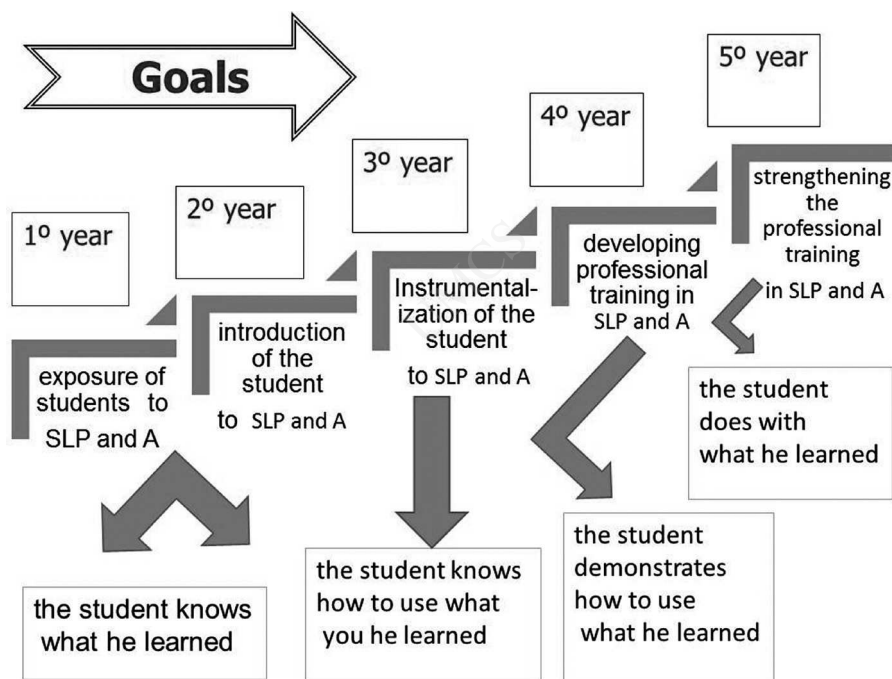 Goals
1º year
2º year
3º year
4º year
5º year
exposure of
students to
SLP and A
introduction
of the
student
to SLP and A
Instrumental-
ization of the
student
to SLP and A
developing
professional
training in
SLP and A
strengthening
the
professional
training
in SLP and A
the student knows
what he learned
the student knows
how to use what
you he learned
the student
demonstrates
how to use
what he learned
the student
does with
what he learned